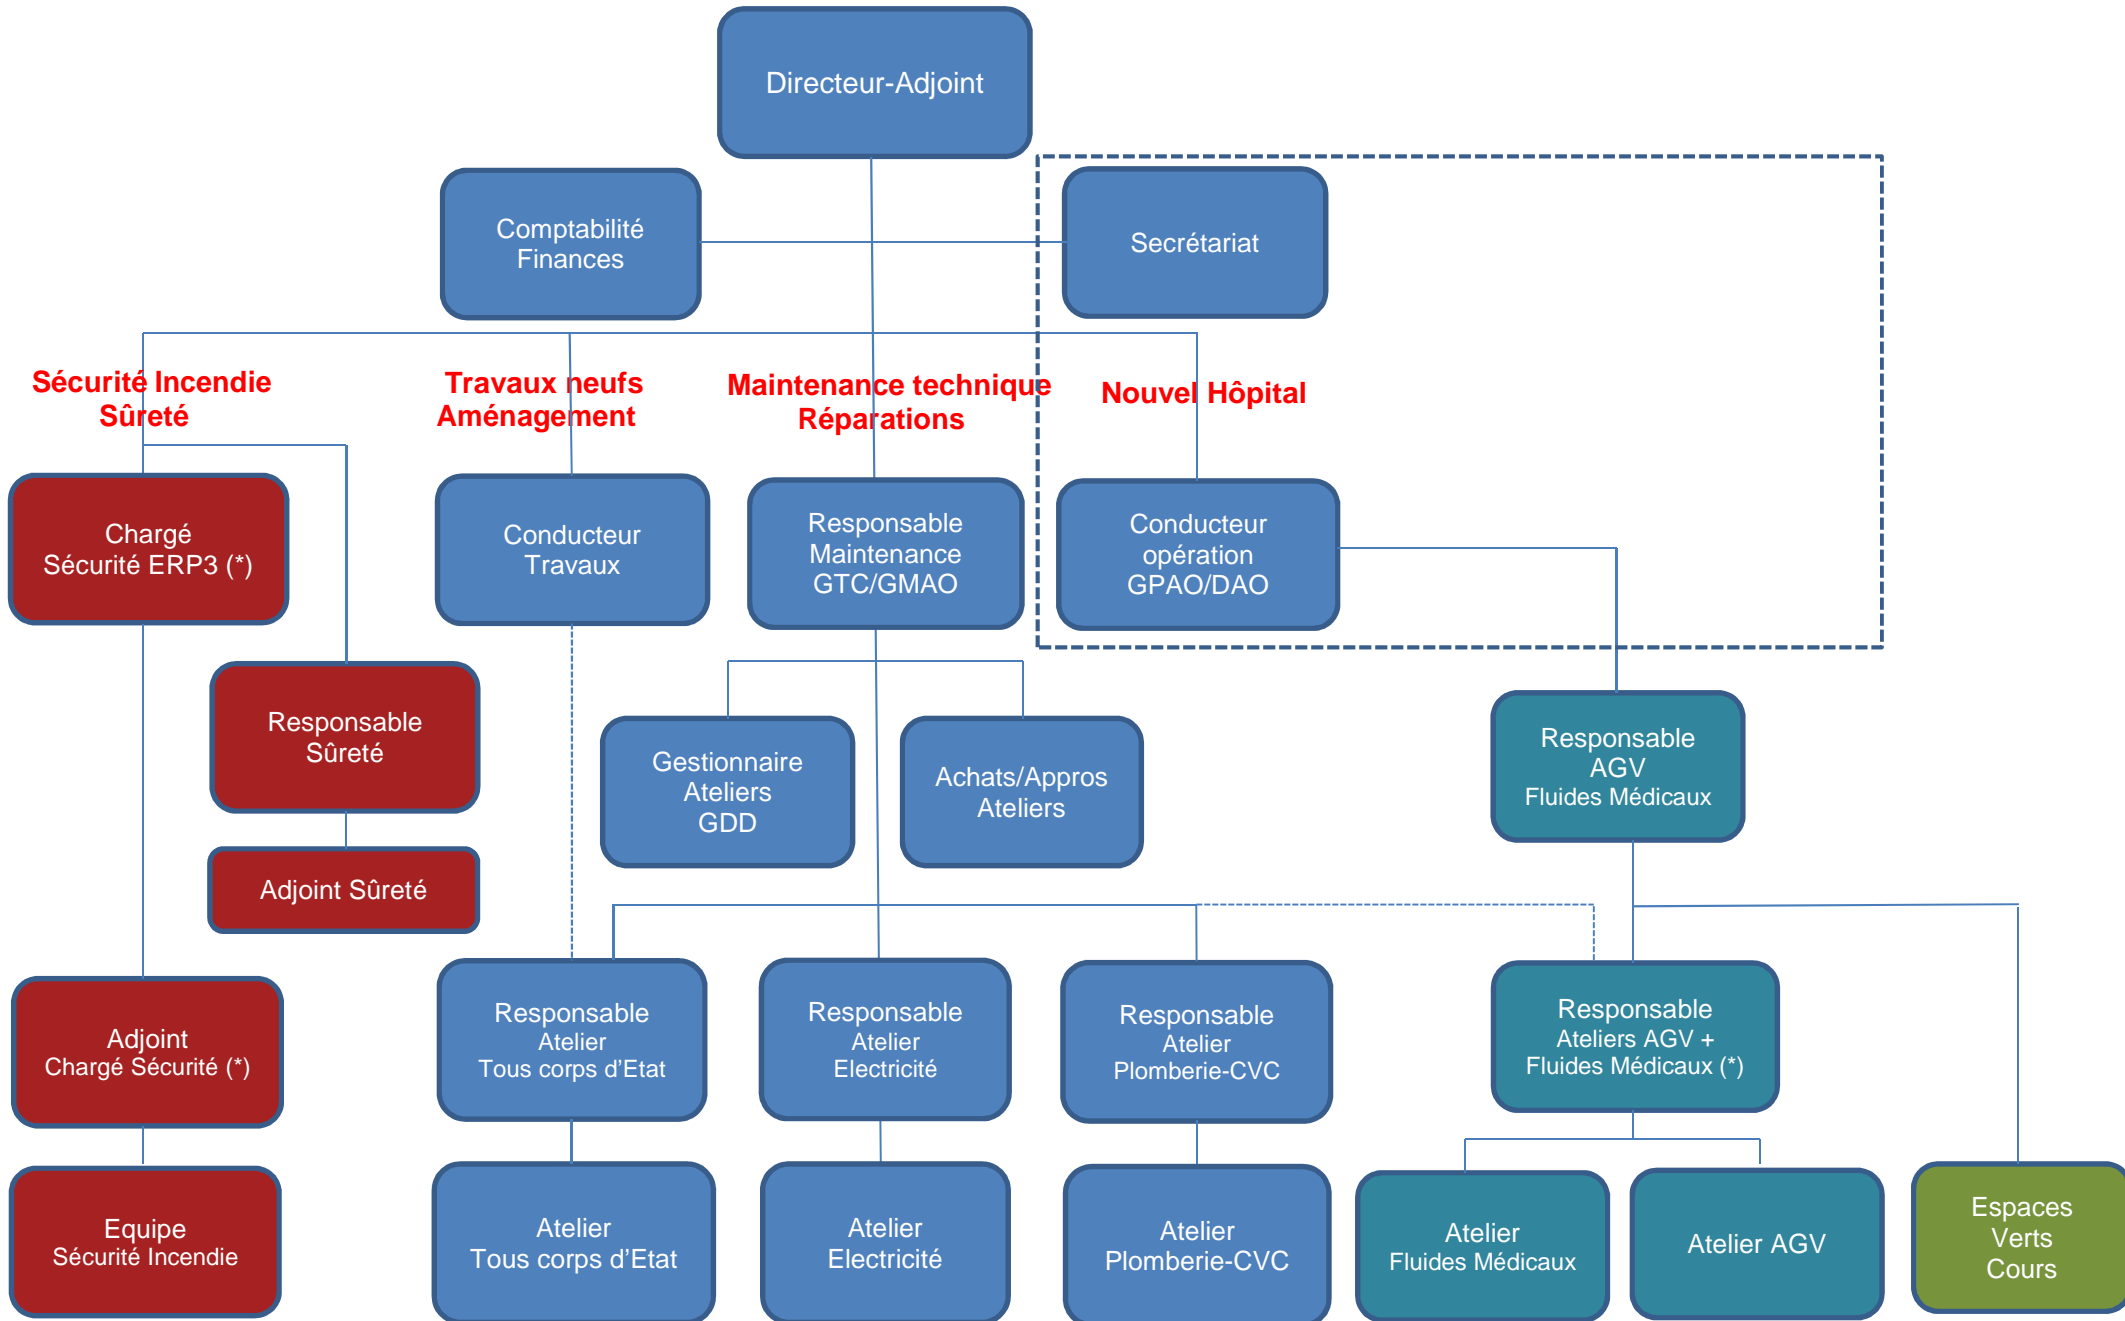 Directeur-Adjoint
Comptabilité
Finances
Secrétariat
Sécurité Incendie
Sûreté
Travaux neufs
Aménagement
Maintenance technique
Réparations
Nouvel Hôpital
Chargé
Sécurité ERP3 (*)
Conducteur
Travaux
Responsable
Maintenance
GTC/GMAO
Conducteur
opération
GPAO/DAO
Responsable
Sûreté
Gestionnaire
Ateliers
GDD
Achats/Appros
Ateliers
Responsable
AGV
Fluides Médicaux
Adjoint Sûreté
Adjoint
Chargé Sécurité (*)
Responsable
Atelier
Tous corps d’Etat
Responsable
Atelier
Electricité
Responsable
Atelier
Plomberie-CVC
Responsable
Ateliers AGV +
Fluides Médicaux (*)
Equipe
Sécurité Incendie
Atelier
Tous corps d’Etat
Atelier
Electricité
Atelier
Plomberie-CVC
Atelier
Fluides Médicaux
Atelier AGV
Espaces
Verts
Cours